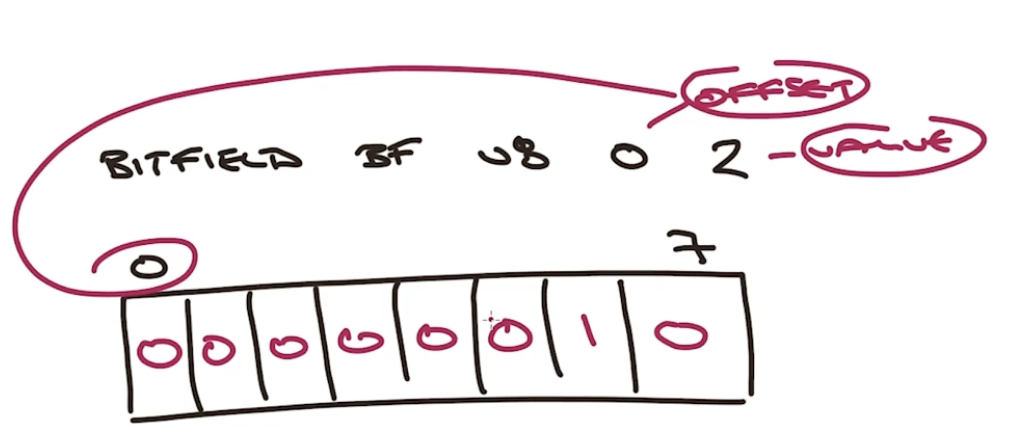 OFFSET
BITFIELD BF U8 0 2 - VALUE
0 7
0 0 0 0 0 0 1 0